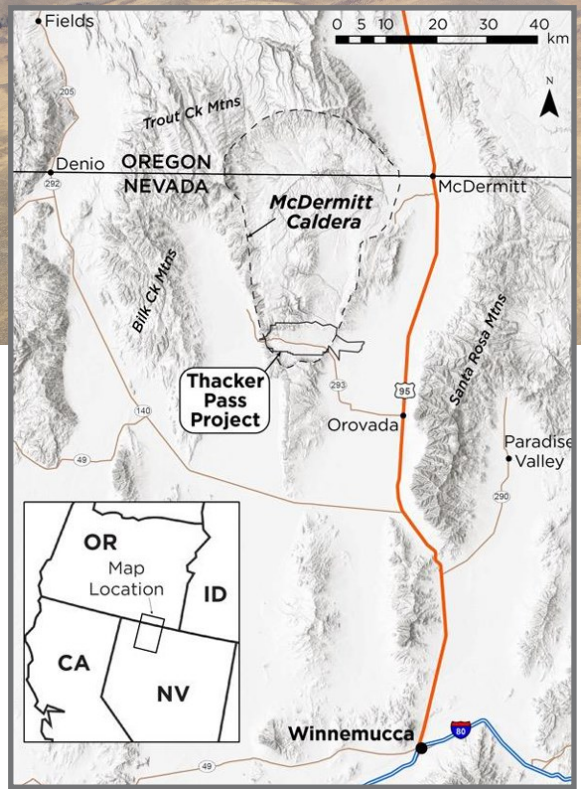 Fields
0 5 10 20 30 40
km
N
205
Trout Ck Mtns
Denio
OREGON
292
NEVADA
McDermitt
McDermitt
Caldera
Bilk Ck Mtns
Santa Rosa Mtns
Thacker
Pass
Project
293
95
140
Orovada
Paradise
Valley
49
290
OR
Map
Location
ID
CA
NV
Winnemucca
80
49